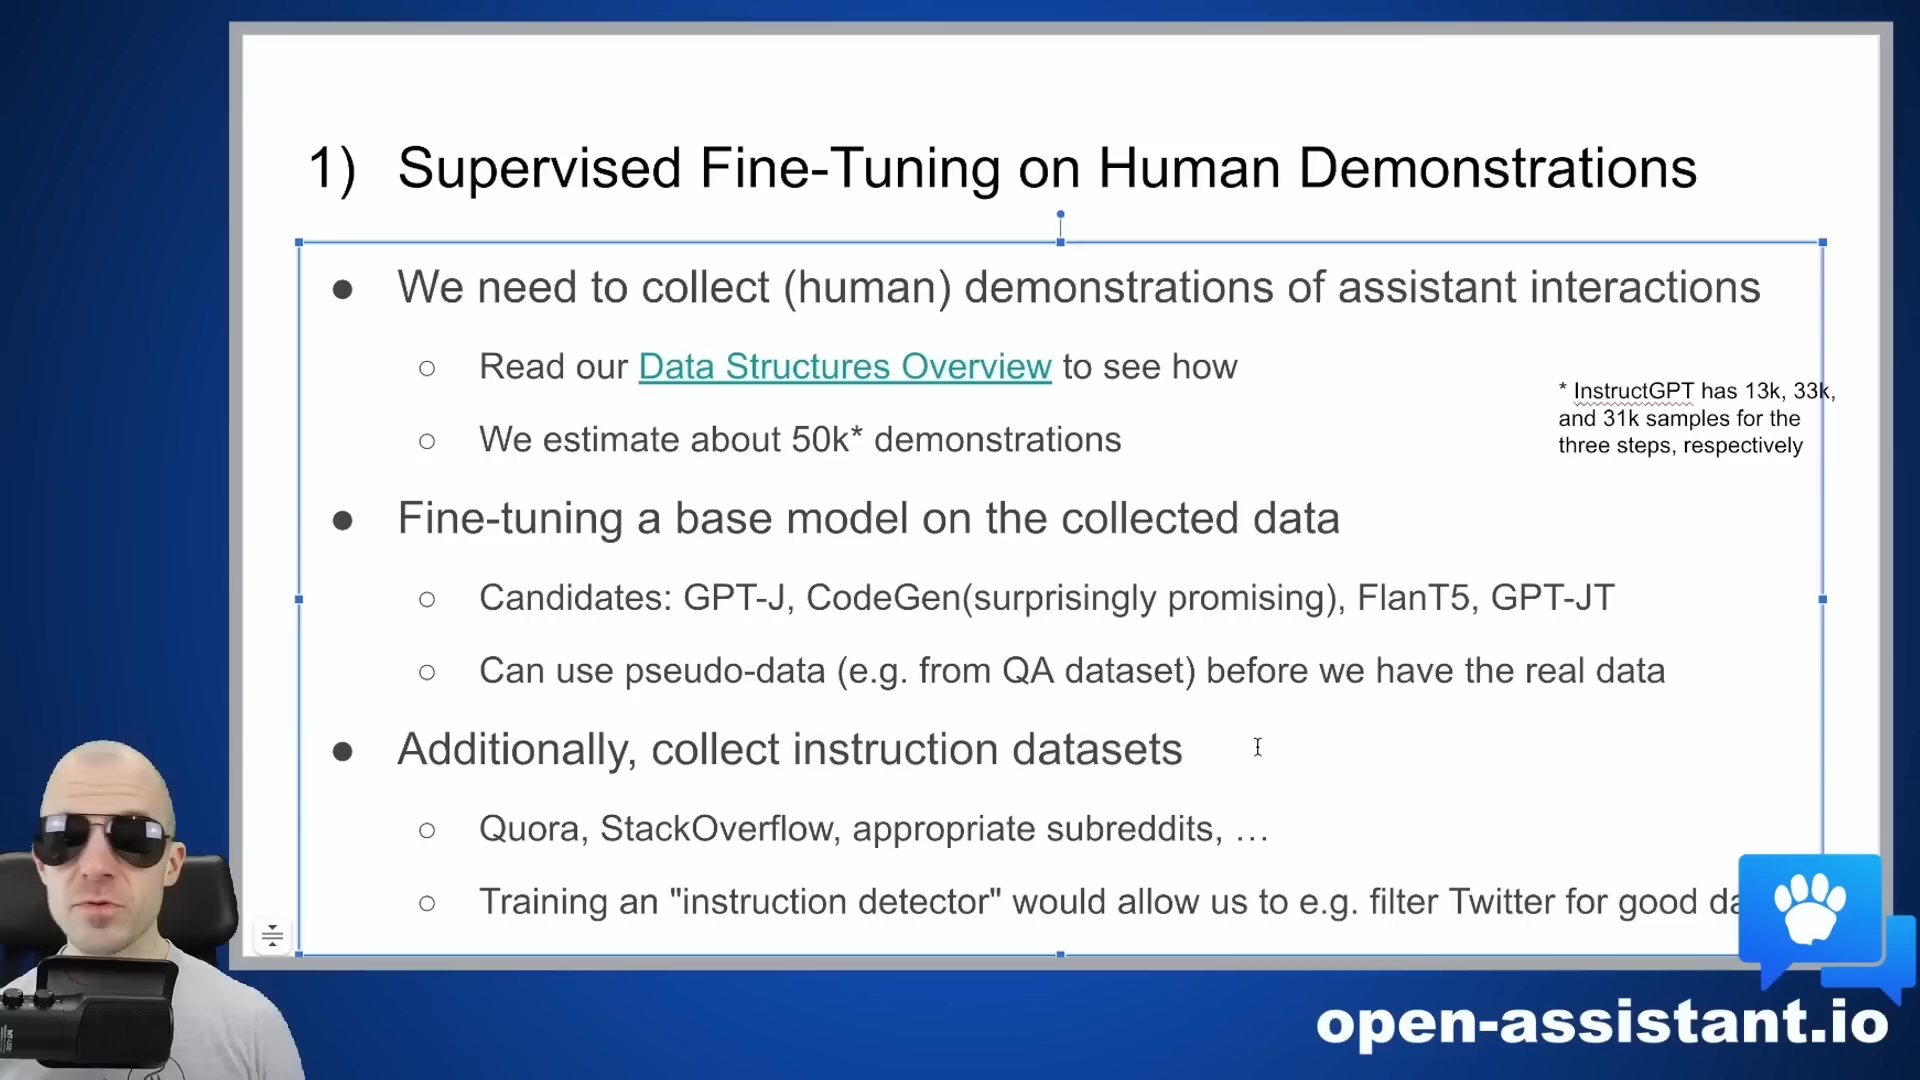 1) Supervised Fine-Tuning on Human Demonstrations
● We need to collect (human) demonstrations of assistant interactions
○ Read our Data Structures Overview to see how
○ We estimate about 50k* demonstrations
* InstructGPT has 13k, 33k,
and 31k samples for the
three steps, respectively
● Fine-tuning a base model on the collected data
○ Candidates: GPT-J, CodeGen(surprisingly promising), FlanT5, GPT-JT
○ Can use pseudo-data (e.g. from QA dataset) before we have the real data
● Additionally, collect instruction datasets
○ Quora, StackOverflow, appropriate subreddits, …
○ Training an "instruction detector" would allow us to e.g. filter Twitter for good da
open-assistant.io